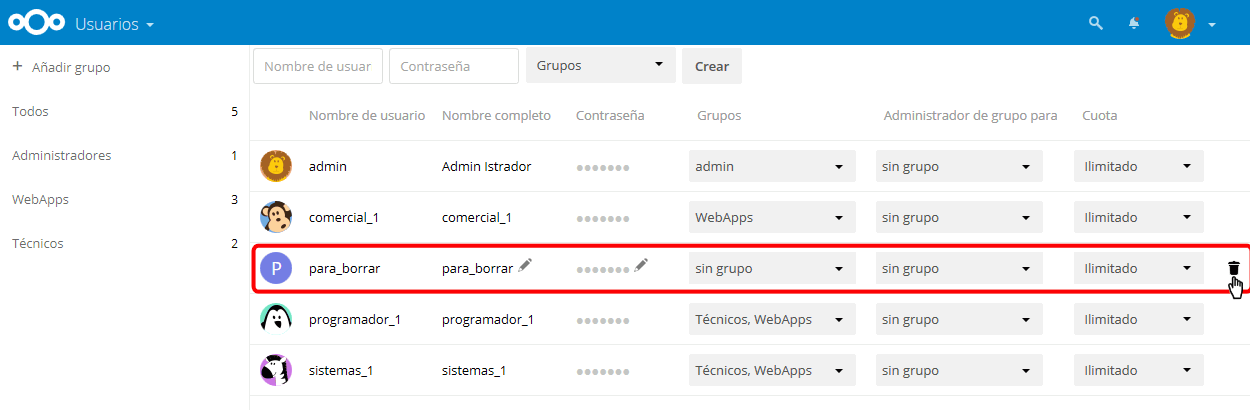 Usuarios
+ Añadir grupo
Todos 5
Administradores 1
WebApps 3
Técnicos 2
Nombre de usuar Contraseña Grupos Crear
Nombre de usuario Nombre completo Contraseña Grupos Administrador de grupo para Cuota
admin Admin Istrador ●●●●●●● admin sin grupo Ilimitado
comercial_1 comercial_1 ●●●●●●● WebApps sin grupo Ilimitado
P para_borrar para_borrar ●●●●●●● sin grupo sin grupo Ilimitado
programador_1 programador_1 ●●●●●●● Técnicos, WebApps sin grupo Ilimitado
sistemas_1 sistemas_1 ●●●●●●● Técnicos, WebApps sin grupo Ilimitado